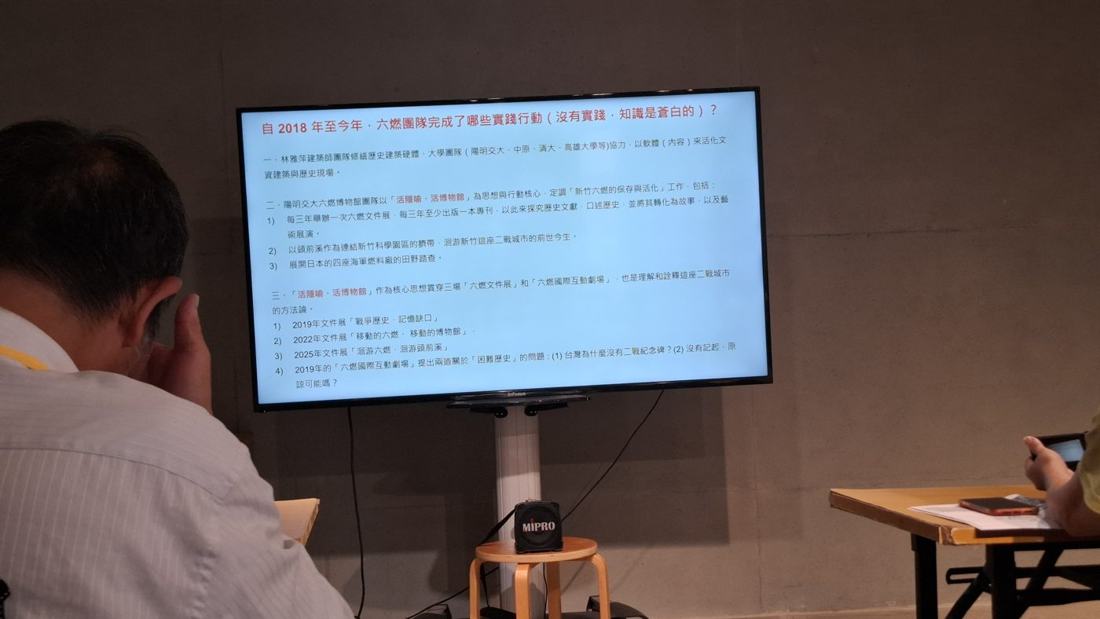 自 2018 年至今年，六燃團隊完成了哪些實踐行動（沒有實踐，知識是蒼白的）？
一，林雅萍建築師團隊修繕歷史建築硬體，大學團隊（陽明交大、中原、清大、高雄大學等)協力，以軟體（內容）來活化文
資建築與歷史現場。
二，陽明交大六燃博物館團隊以「活隱喻，活博物館」為思想與行動核心，定調「新竹六燃的保存與活化」工作，包括：
1) 每三年舉辦一次六燃文件展，每三年至少出版一本專刊，以此來探究歷史文獻，口述歷史，並將其轉化為故事，以及藝
術展演。
2) 以頭前溪作為連結新竹科學園區的臍帶，洄游新竹這座二戰城市的前世今生。
3) 展開日本的四座海軍燃料廠的田野踏查。
三，「活隱喻，活博物館」作為核心思想貫穿三場「六燃文件展」和「六燃國際互動劇場」，也是理解和詮釋這座二戰城市
的方法論。
1) 2019年文件展「戰爭歷史，記憶缺口」
2) 2022年文件展「移動的六燃，移動的博物館」，
3) 2025年文件展「洄游六燃，洄游頭前溪」
4) 2019年的「六燃國際互動劇場」提出兩道關於「困難歷史」的問題：(1) 台灣為什麼沒有二戰紀念碑？(2) 沒有記起，原
諒可能嗎？
InFocus
MIPRO